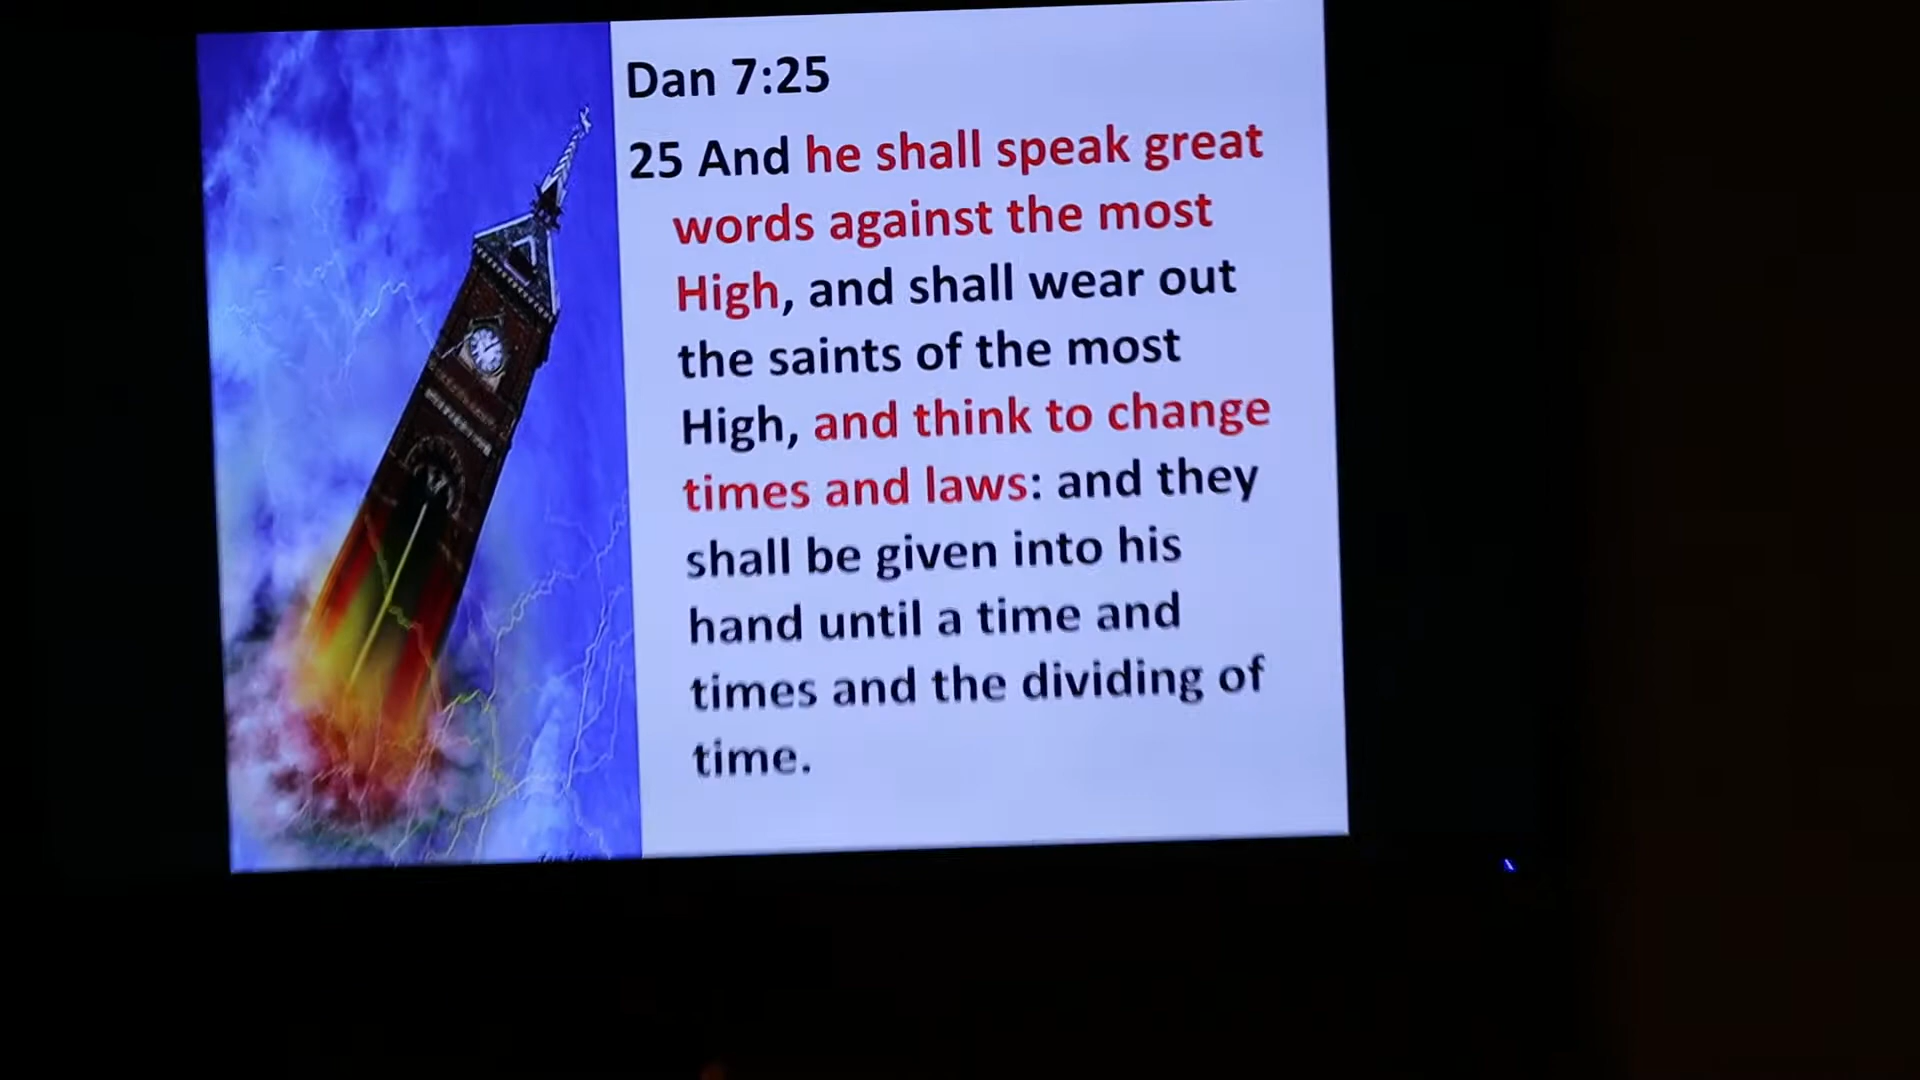 Dan 7:25
25 And he shall speak great
words against the most
High, and shall wear out
the saints of the most
High, and think to change
times and laws: and they
shall be given into his
hand until a time and
times and the dividing of
time.